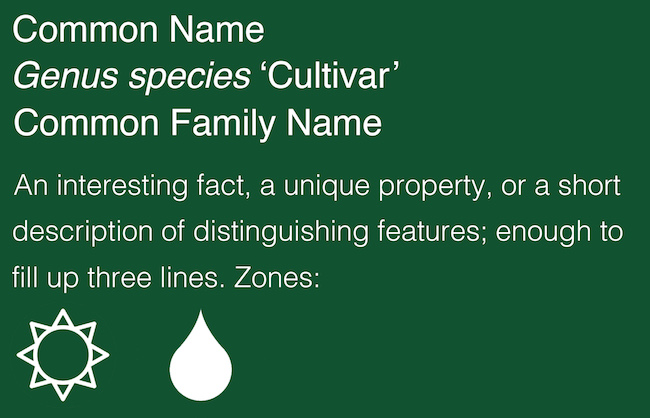 Common Name
Genus species ‘Cultivar’
Common Family Name
An interesting fact, a unique property, or a short
description of distinguishing features; enough to
fill up three lines. Zones: